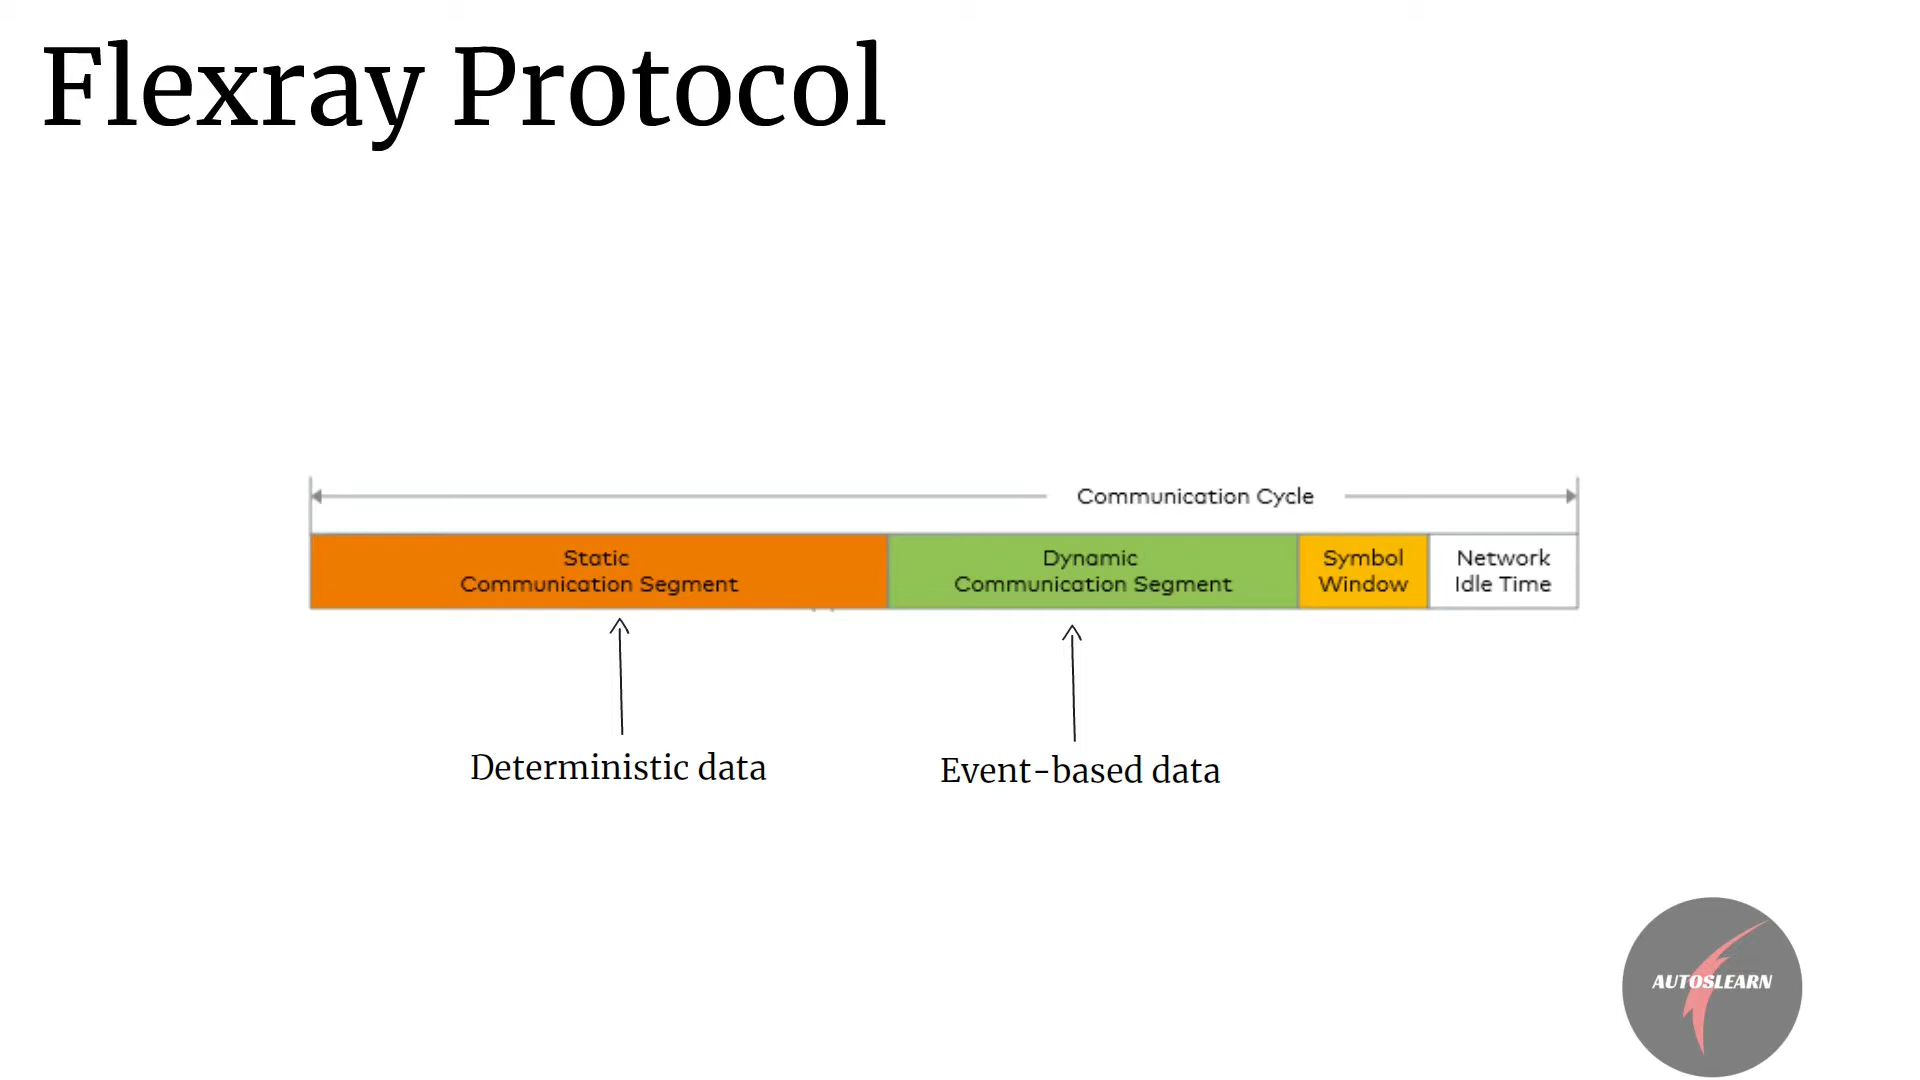 Flexray Protocol
Communication Cycle
Static
Communication Segment
Dynamic
Communication Segment
Symbol
Window
Network
Idle Time
Deterministic data
Event-based data
AUTOSLEARN